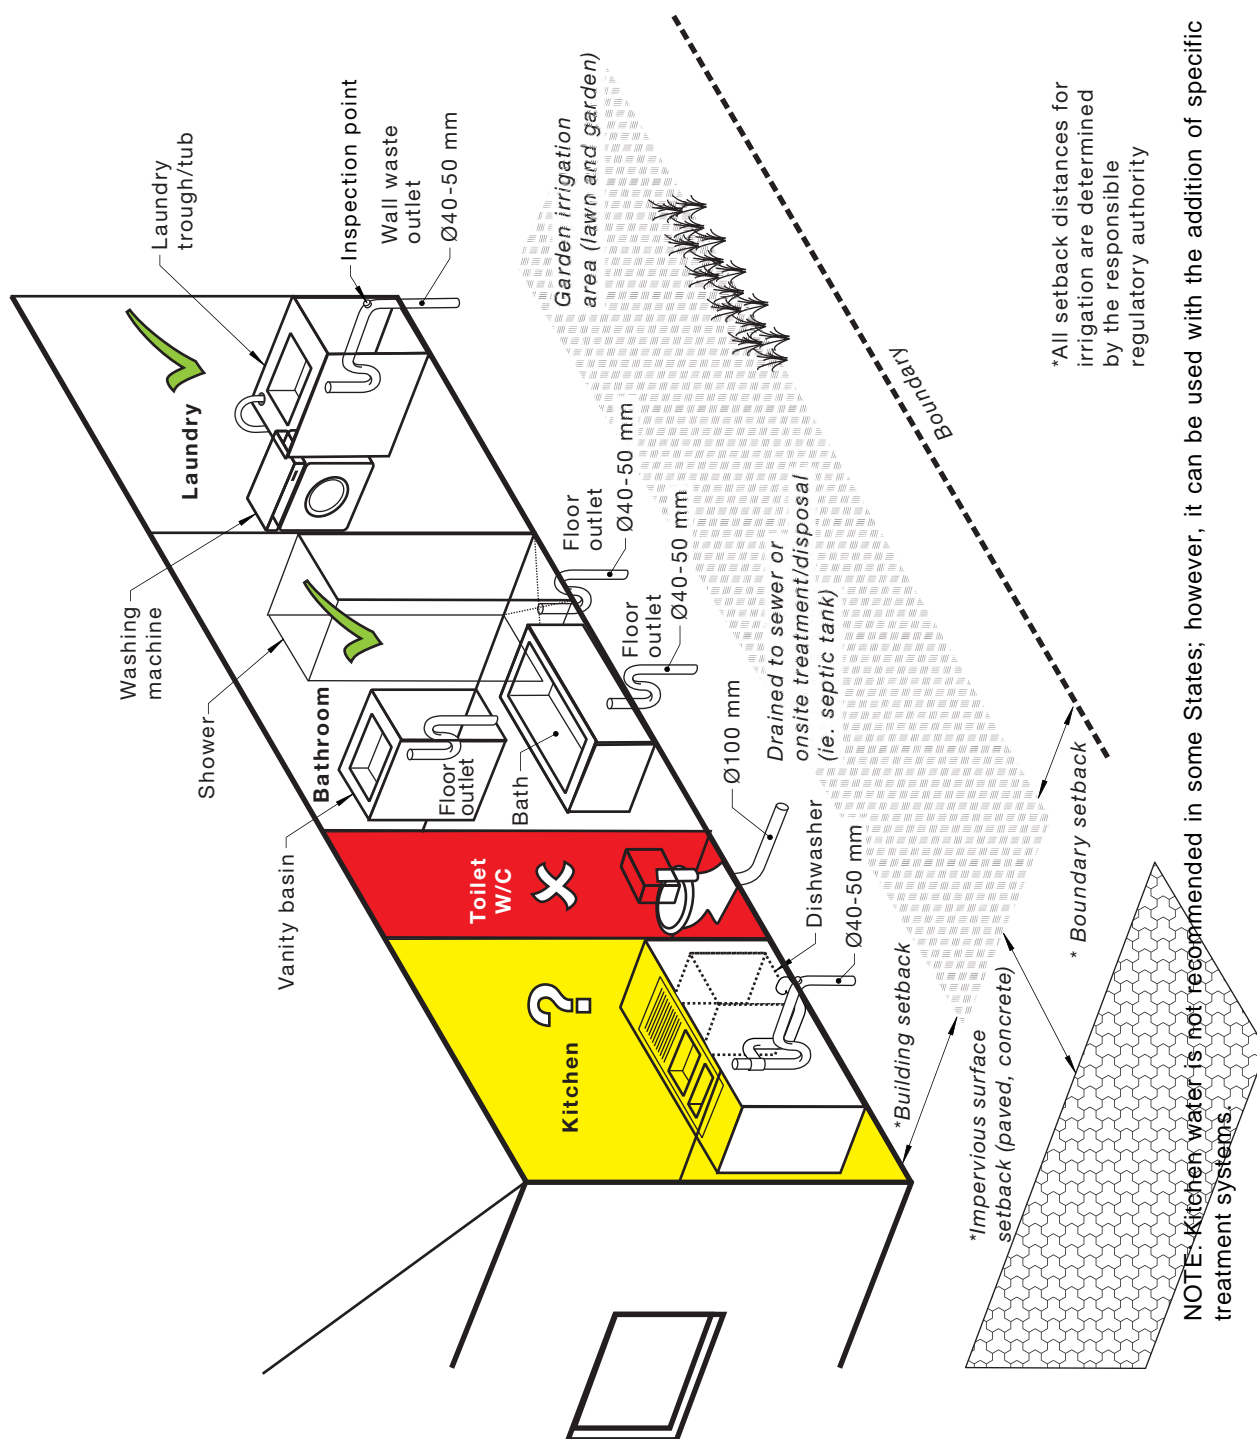 Laundry
trough/tub
Inspection point
Wall waste
outlet
Ø40-50 mm
Washing
machine
Laundry
Shower
Vanity basin
Bathroom
Floor
outlet
Bath
Floor
outlet
Ø40-50 mm
Floor
outlet
Ø40-50 mm
Toilet
W/C
Ø100 mm
Kitchen
Dishwasher
Ø40-50 mm
?
Garden irrigation
area (lawn and garden)
Drained to sewer or
onsite treatment/disposal
(ie. septic tank)
Boundary
*Building setback
*Impervious surface
setback (paved, concrete)
* Boundary setback
*All setback distances for
irrigation are determined
by the responsible
regulatory authority
NOTE: Kitchen water is not recommended in some States; however, it can be used with the addition of specific
treatment systems.